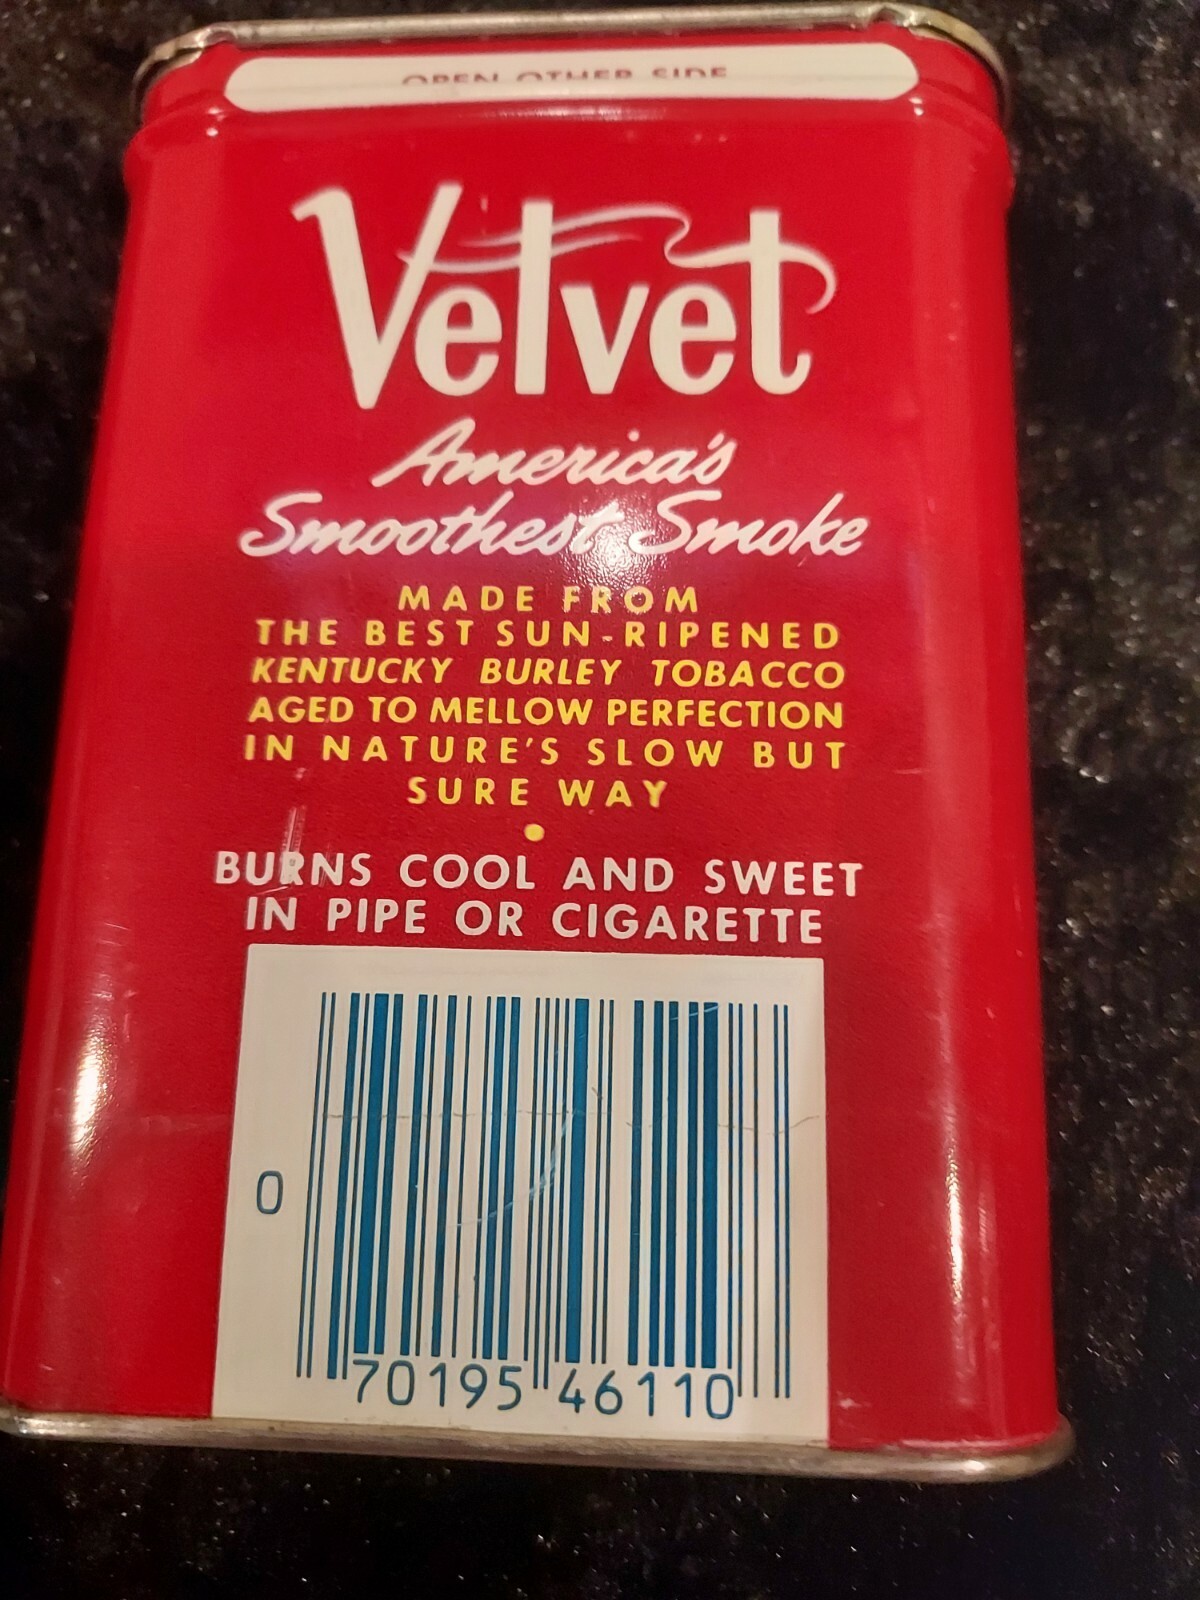 OPEN OTHER SIDE
Velvet
America's
Smoothest Smoke
MADE FROM
THE BEST SUN-RIPENED
KENTUCKY BURLEY TOBACCO
AGED TO MELLOW PERFECTION
IN NATURE'S SLOW BUT
SURE WAY
•
BURNS COOL AND SWEET
IN PIPE OR CIGARETTE
0 70195 46110